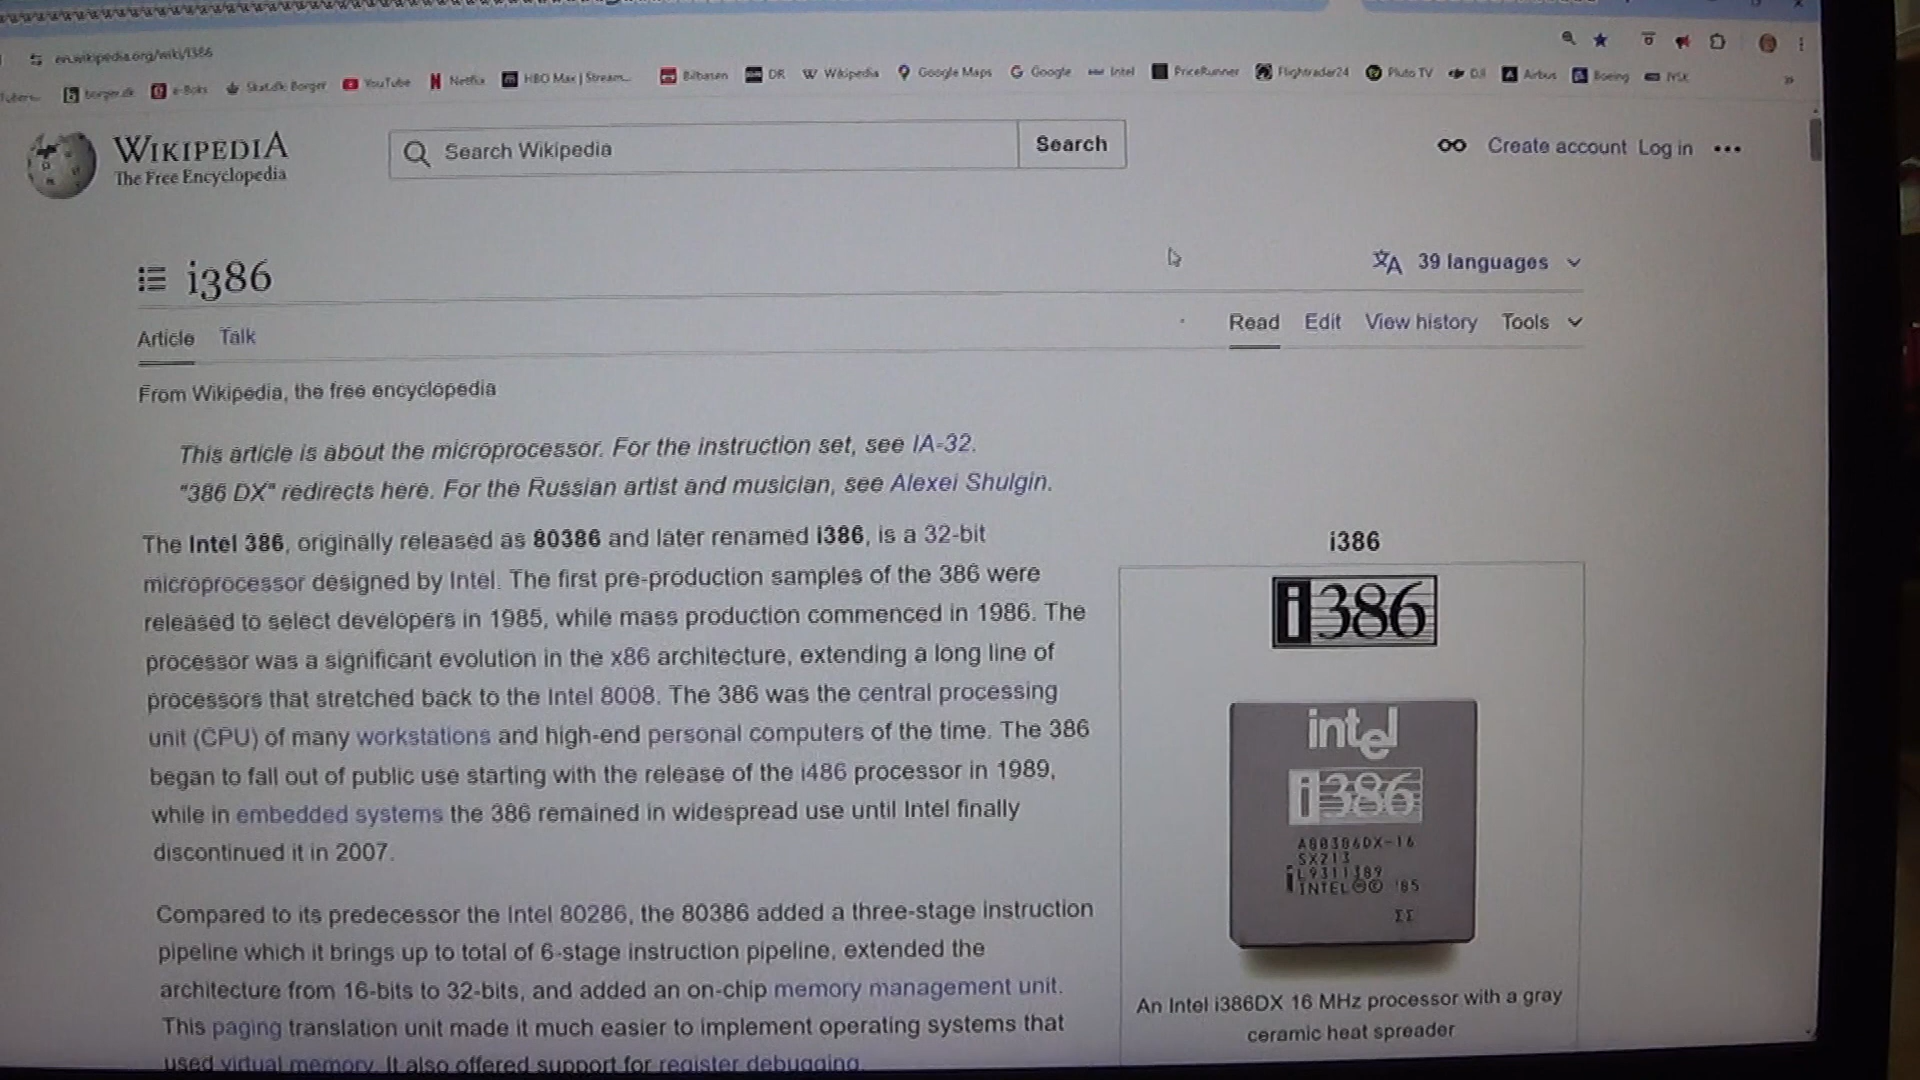 en.wikipedia.org/wiki/I386
borger.dk e-Boks Skat.dk: Borger YouTube Netflix HBO Max | Stream... Bilbasen DR Wikipedia Google Maps Google Intel PriceRunner Flightradar24 Pluto TV DJI Airbus Boeing JYSK
WIKIPEDIA
The Free Encyclopedia
Search Wikipedia
Search
Create account Log in
i386
39 languages
Article Talk
Read Edit View history Tools
From Wikipedia, the free encyclopedia
This article is about the microprocessor. For the instruction set, see IA-32.
"386 DX" redirects here. For the Russian artist and musician, see Alexei Shulgin.
The Intel 386, originally released as 80386 and later renamed i386, is a 32-bit
microprocessor designed by Intel. The first pre-production samples of the 386 were
released to select developers in 1985, while mass production commenced in 1986. The
processor was a significant evolution in the x86 architecture, extending a long line of
processors that stretched back to the Intel 8008. The 386 was the central processing
unit (CPU) of many workstations and high-end personal computers of the time. The 386
began to fall out of public use starting with the release of the i486 processor in 1989,
while in embedded systems the 386 remained in widespread use until Intel finally
discontinued it in 2007.
Compared to its predecessor the Intel 80286, the 80386 added a three-stage instruction
pipeline which it brings up to total of 6-stage instruction pipeline, extended the
architecture from 16-bits to 32-bits, and added an on-chip memory management unit.
This paging translation unit made it much easier to implement operating systems that
used virtual memory. It also offered support for register debugging.
i386
i386
intel
i386
A80386DX-16
SX213
L9311389
INTEL Ⓜ © '85
ΣΣ
An Intel i386DX 16 MHz processor with a gray
ceramic heat spreader